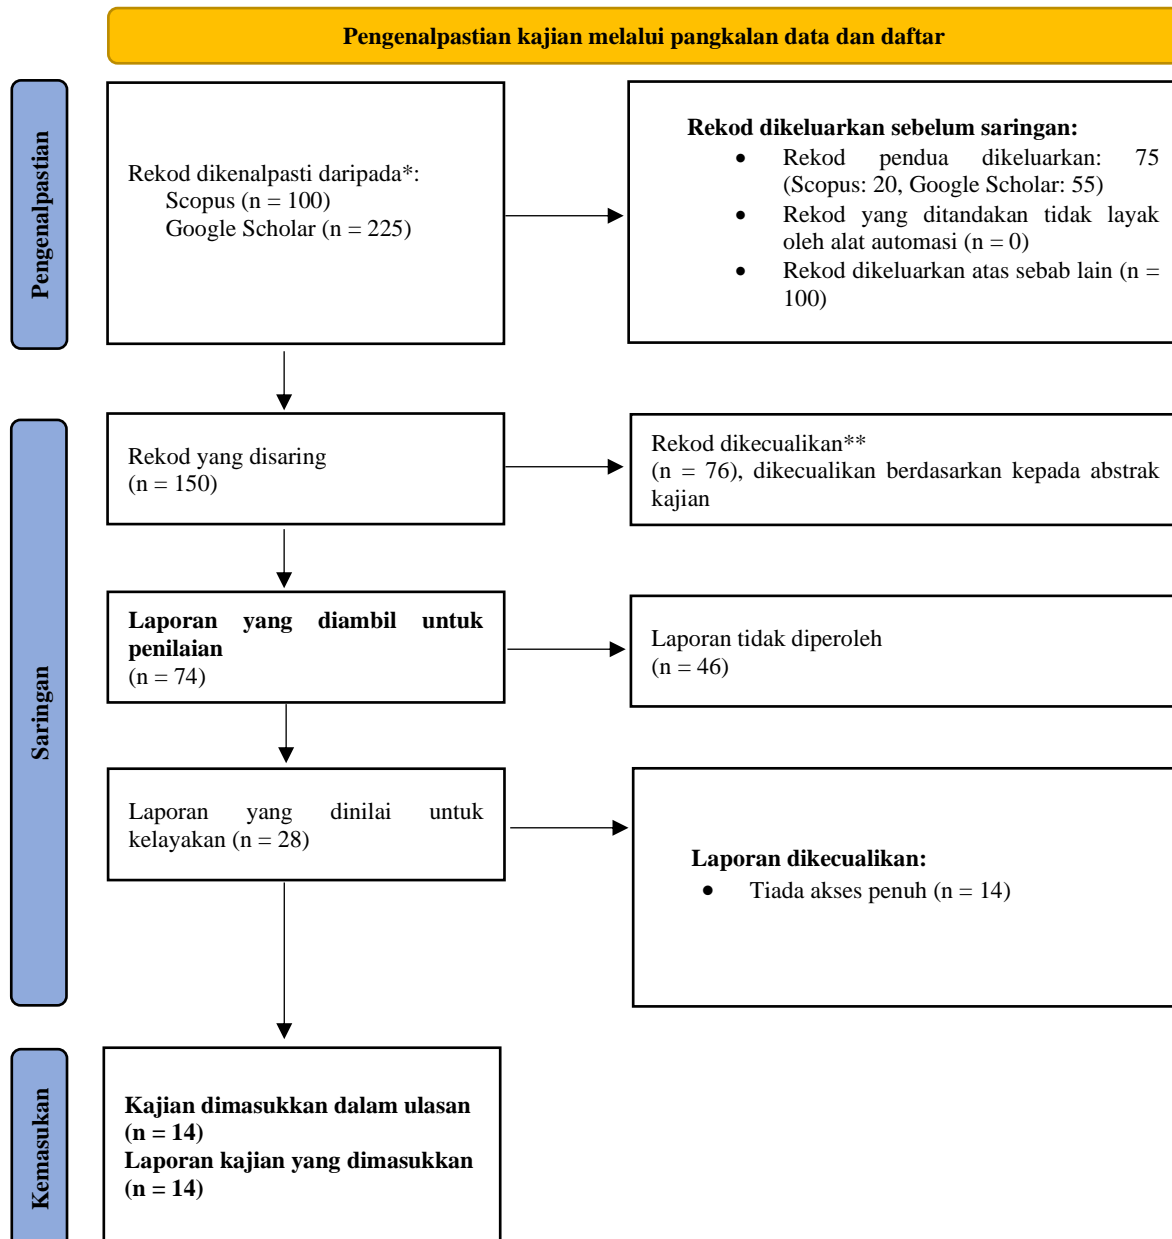 Pengenalpastian kajian melalui pangkalan data dan daftar
Pengenalpastian
Rekod dikenalpasti daripada*:
Scopus (n = 100)
Google Scholar (n = 225)
Rekod dikeluarkan sebelum saringan:
• Rekod pendua dikeluarkan: 75
(Scopus: 20, Google Scholar: 55)
• Rekod yang ditandakan tidak layak
oleh alat automasi (n = 0)
• Rekod dikeluarkan atas sebab lain (n =
100)
Saringan
Rekod yang disaring
(n = 150)
Rekod dikecualikan**
(n = 76), dikecualikan berdasarkan kepada abstrak
kajian
Laporan yang diambil untuk
penilaian
(n = 74)
Laporan tidak diperoleh
(n = 46)
Laporan yang dinilai untuk
kelayakan (n = 28)
Laporan dikecualikan:
• Tiada akses penuh (n = 14)
Kemasukan
Kajian dimasukkan dalam ulasan
(n = 14)
Laporan kajian yang dimasukkan
(n = 14)